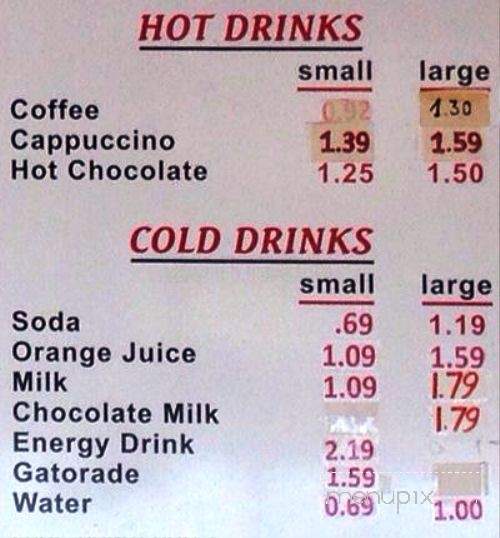 HOT DRINKS
small large
Coffee 0.92 1.30
Cappuccino 1.39 1.59
Hot Chocolate 1.25 1.50
COLD DRINKS
small large
Soda .69 1.19
Orange Juice 1.09 1.59
Milk 1.09 1.79
Chocolate Milk 1.79
Energy Drink 2.19
Gatorade 1.59
Water 0.69 1.00
menupix